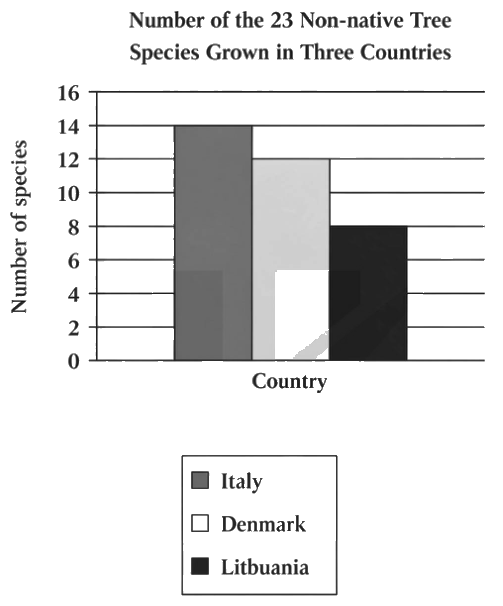 Number of the 23 Non-native Tree
Species Grown in Three Countries
Number of species
16
14
12
10
8
6
4
2
0
Country
Italy
Denmark
Litbuania